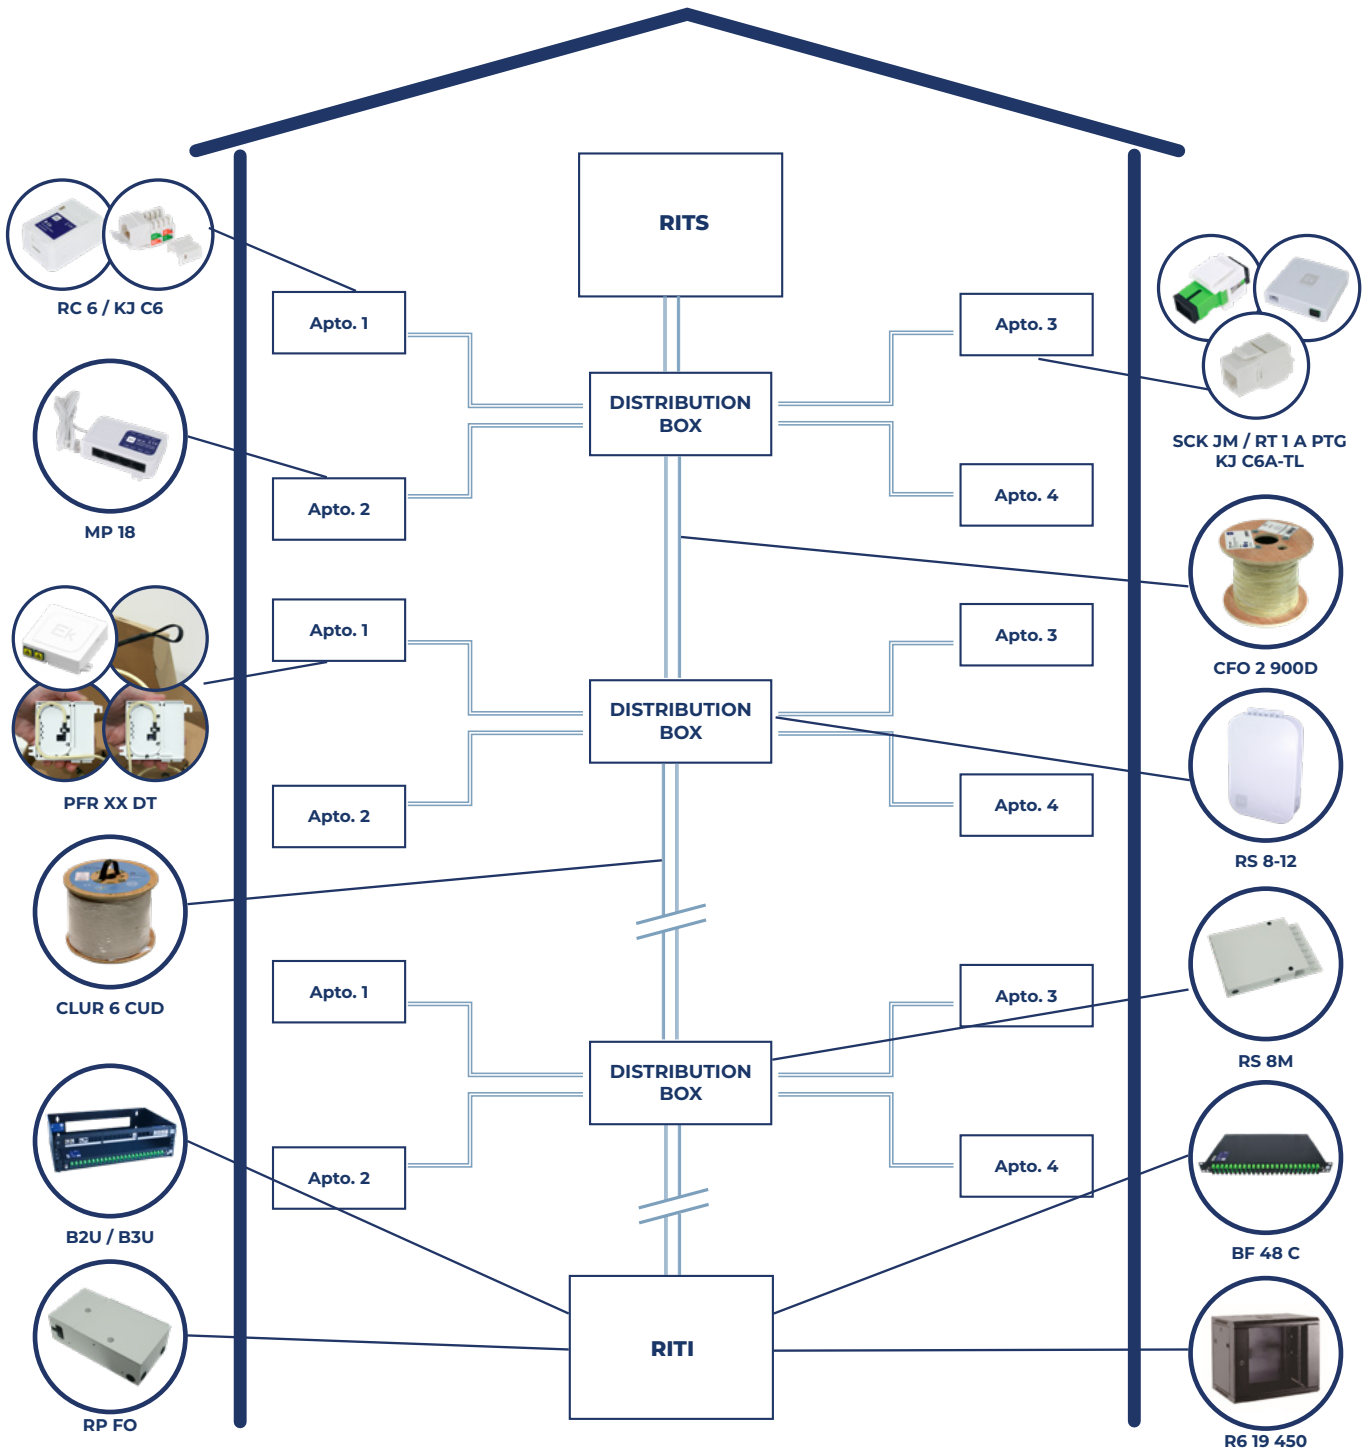 RITS
RC 6 / KJ C6
Apto. 1
Apto. 3
DISTRIBUTION
BOX
SCK JM / RT 1 A PTG
KJ C6A-TL
MP 18
Apto. 2
Apto. 4
CFO 2 900D
Ek
Apto. 1
Apto. 3
DISTRIBUTION
BOX
PFR XX DT
Apto. 2
Apto. 4
RS 8-12
CLUR 6 CUD
Apto. 1
Apto. 3
DISTRIBUTION
BOX
RS 8M
B2U / B3U
Apto. 2
Apto. 4
BF 48 C
RITI
RP FO
R6 19 450